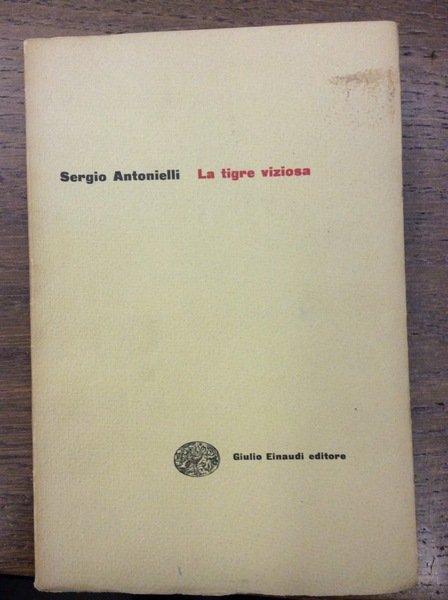 Sergio Antonielli La tigre viziosa
Giulio Einaudi editore